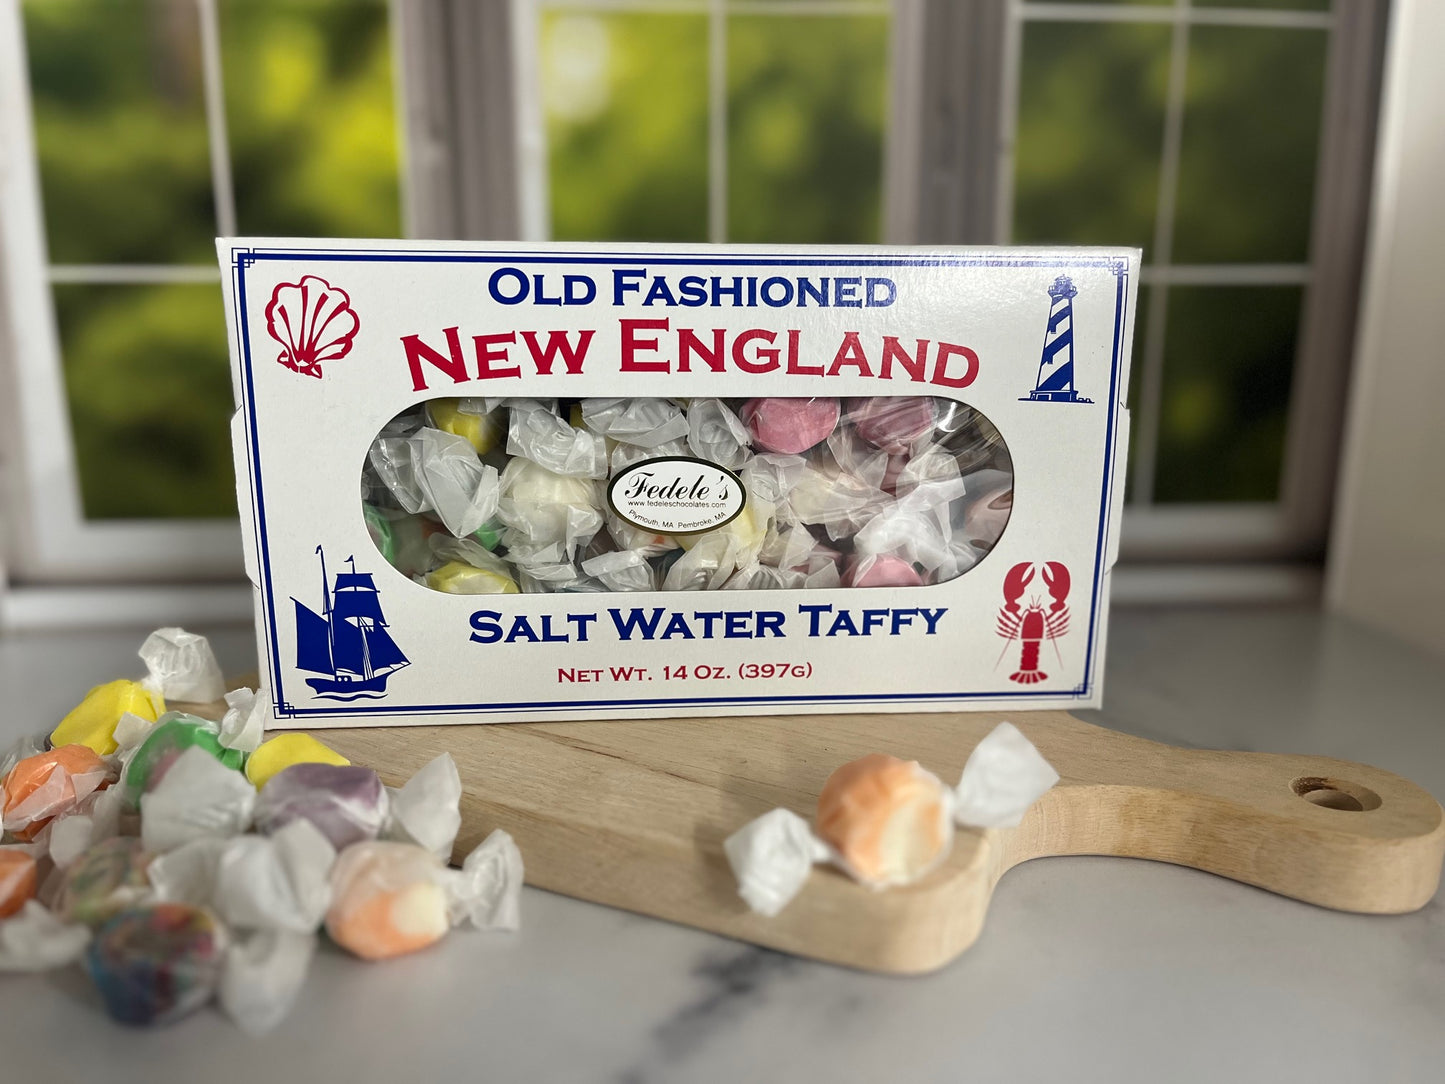 Old Fashioned
New England
Fedele's
www.fedeleschocolates.com
Plymouth, MA Pembroke, MA
Salt Water Taffy
Net Wt. 14 Oz. (397g)